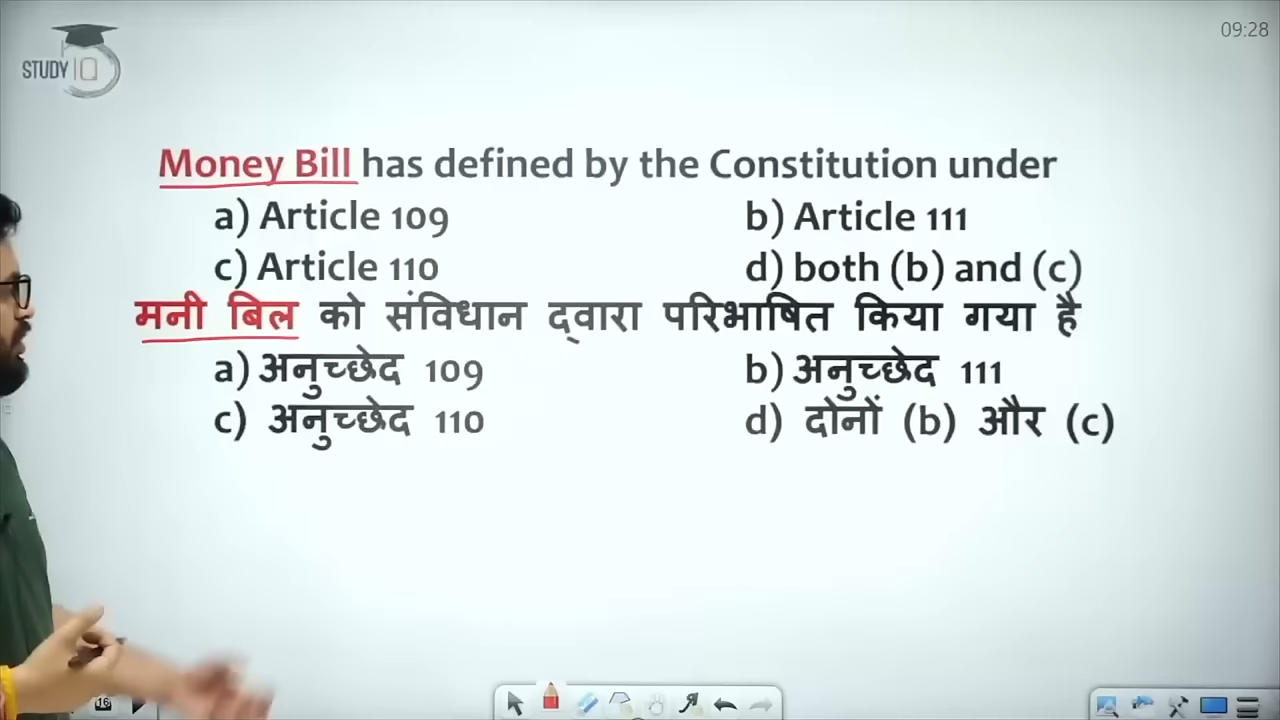 09:28
STUDY IQ
Money Bill has defined by the Constitution under
a) Article 109 b) Article 111
c) Article 110 d) both (b) and (c)
मनी बिल को संविधान द्वारा परिभाषित किया गया है
a) अनुच्छेद 109 b) अनुच्छेद 111
c) अनुच्छेद 110 d) दोनों (b) और (c)
16